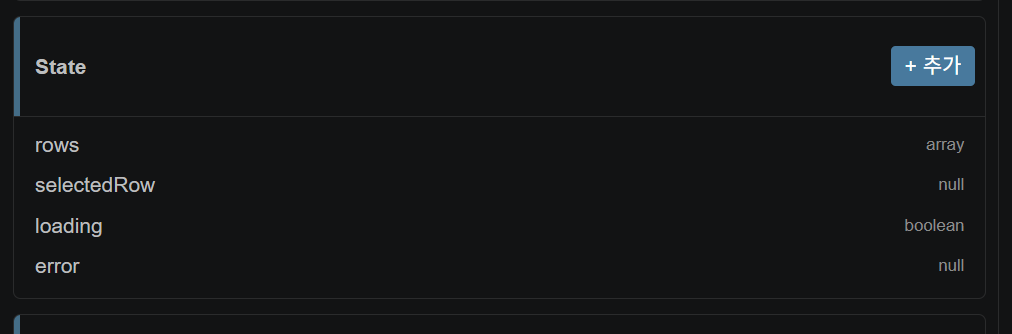 State + 추가
rows array
selectedRow null
loading boolean
error null